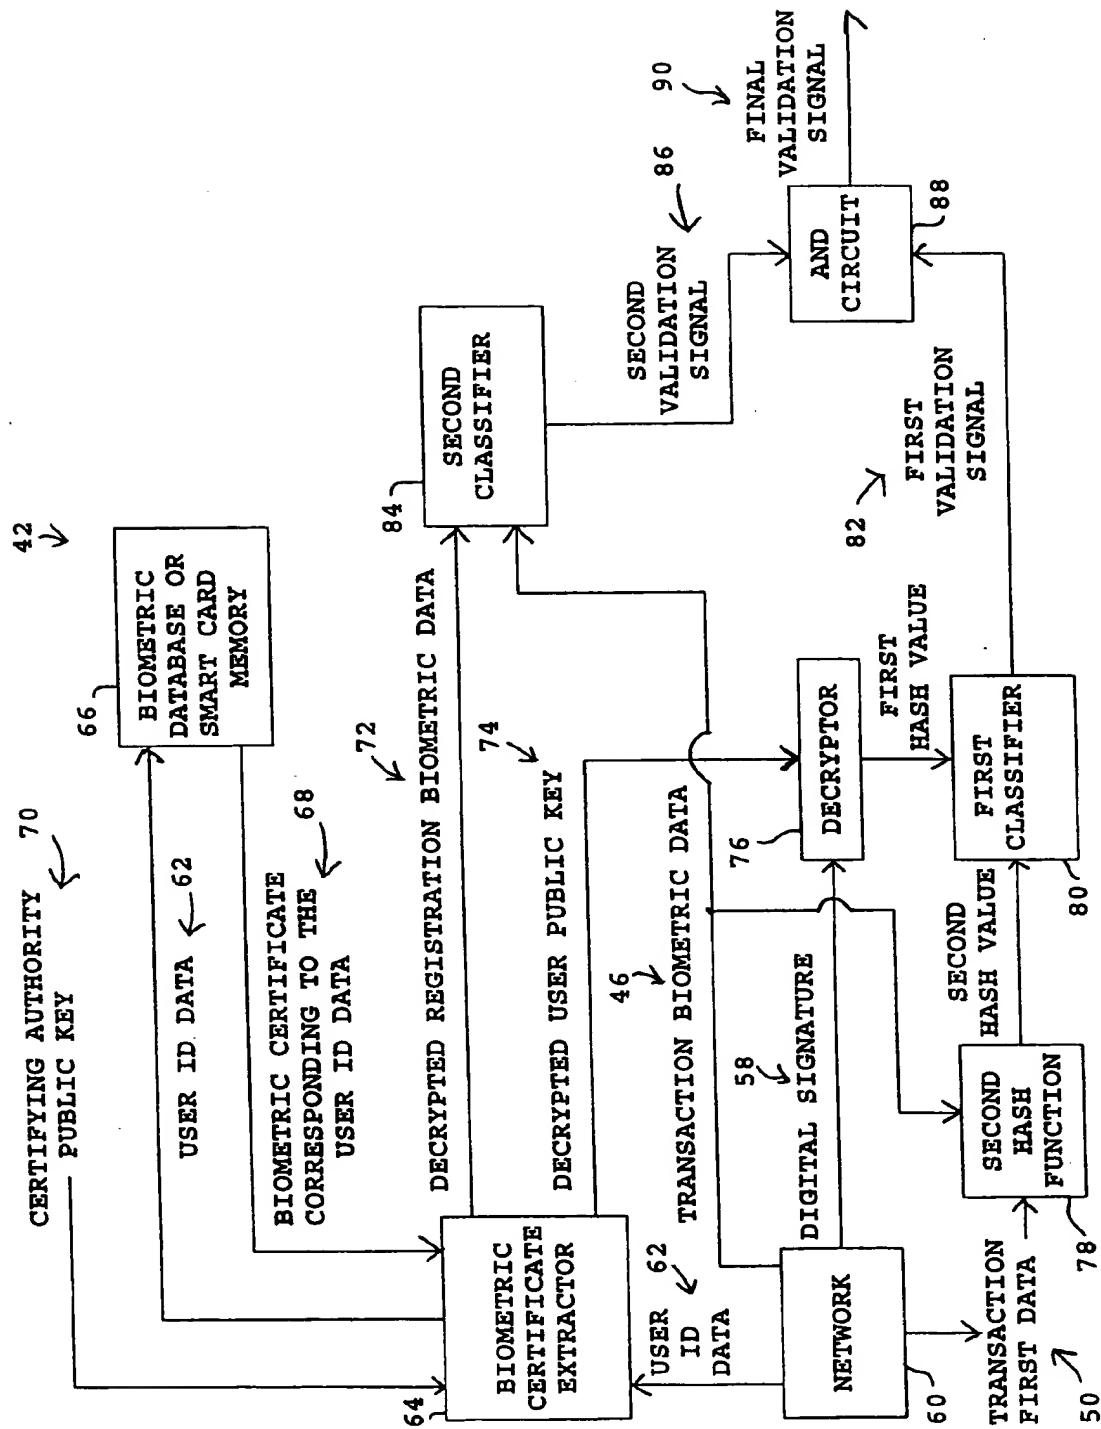 42
CERTIFYING AUTHORITY
PUBLIC KEY
70
USER ID DATA
62
66
BIOMETRIC
DATABASE OR
SMART CARD
MEMORY
BIOMETRIC CERTIFICATE
CORRESPONDING TO THE
USER ID DATA
68
64
BIOMETRIC
CERTIFICATE
EXTRACTOR
72
DECRYPTED REGISTRATION BIOMETRIC DATA
84
SECOND
CLASSIFIER
74
DECRYPTED USER PUBLIC KEY
USER
ID
DATA
62
46
TRANSACTION BIOMETRIC DATA
SECOND
VALIDATION
SIGNAL
86
90
FINAL
VALIDATION
SIGNAL
NETWORK
60
58
DIGITAL SIGNATURE
76
DECRYPTOR
AND
CIRCUIT
88
FIRST
HASH VALUE
82
FIRST
VALIDATION
SIGNAL
TRANSACTION
FIRST DATA
50
SECOND
HASH
FUNCTION
78
SECOND
HASH VALUE
FIRST
CLASSIFIER
80